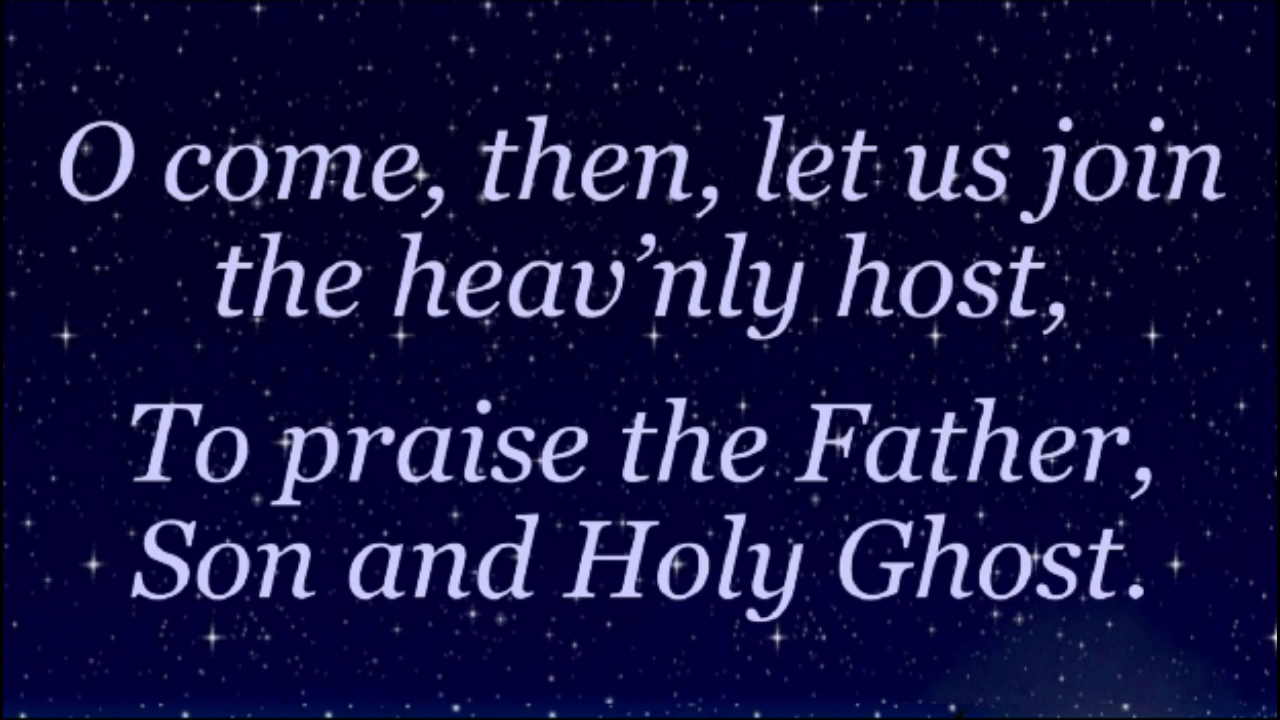 O come, then, let us join
the heav’nly host,
To praise the Father,
Son and Holy Ghost.